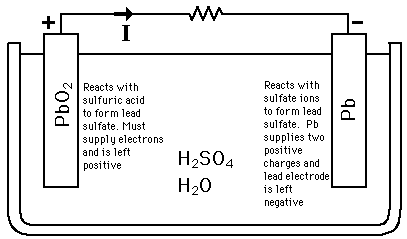 +
−
I
PbO₂
Reacts with
sulfuric acid
to form lead
sulfate. Must
supply electrons
and is left
positive
H₂SO₄
H₂O
Reacts with
sulfate ions
to form lead
sulfate. Pb
supplies two
positive
charges and
lead electrode
is left
negative
Pb